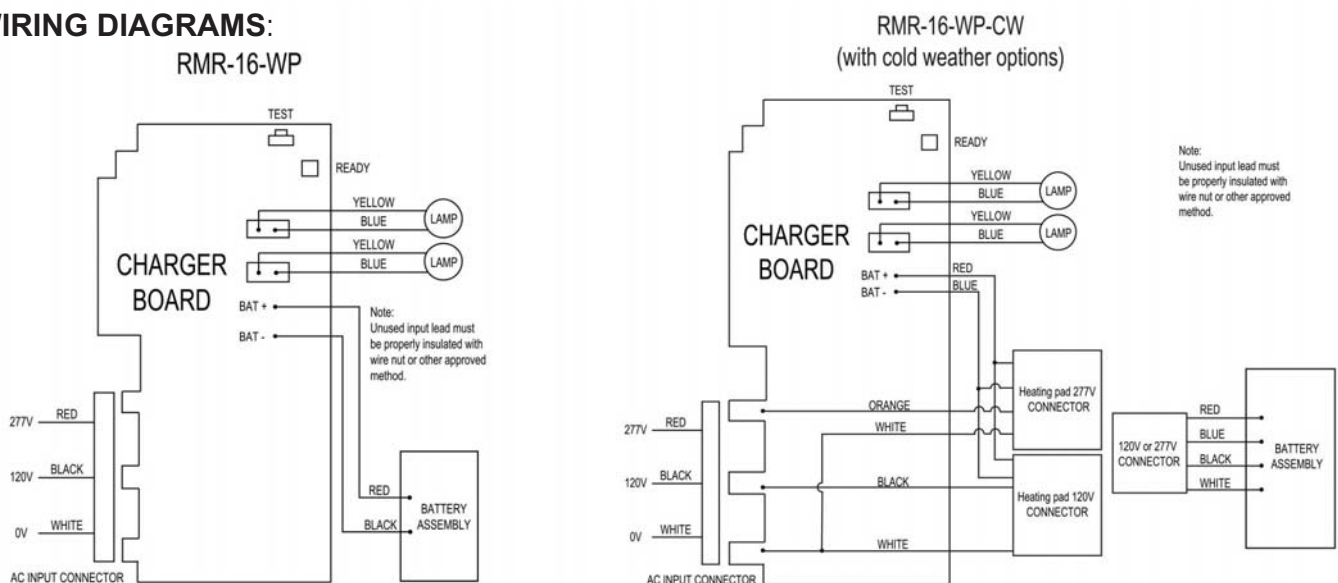 WIRING DIAGRAMS:
RMR-16-WP
TEST
READY
YELLOW
BLUE
LAMP
YELLOW
BLUE
LAMP
CHARGER
BOARD
BAT +
BAT -
Note:
Unused input lead must
be properly insulated with
wire nut or other approved
method.
277V
RED
120V
BLACK
0V
WHITE
AC INPUT CONNECTOR
RED
BLACK
BATTERY
ASSEMBLY
RMR-16-WP-CW
(with cold weather options)
TEST
READY
YELLOW
BLUE
LAMP
YELLOW
BLUE
LAMP
CHARGER
BOARD
BAT +
RED
BAT -
BLUE
Note:
Unused input lead must
be properly insulated with
wire nut or other approved
method.
277V
RED
120V
BLACK
0V
WHITE
AC INPUT CONNECTOR
ORANGE
WHITE
BLACK
WHITE
Heating pad 277V
CONNECTOR
Heating pad 120V
CONNECTOR
120V or 277V
CONNECTOR
RED
BLUE
BLACK
WHITE
BATTERY
ASSEMBLY